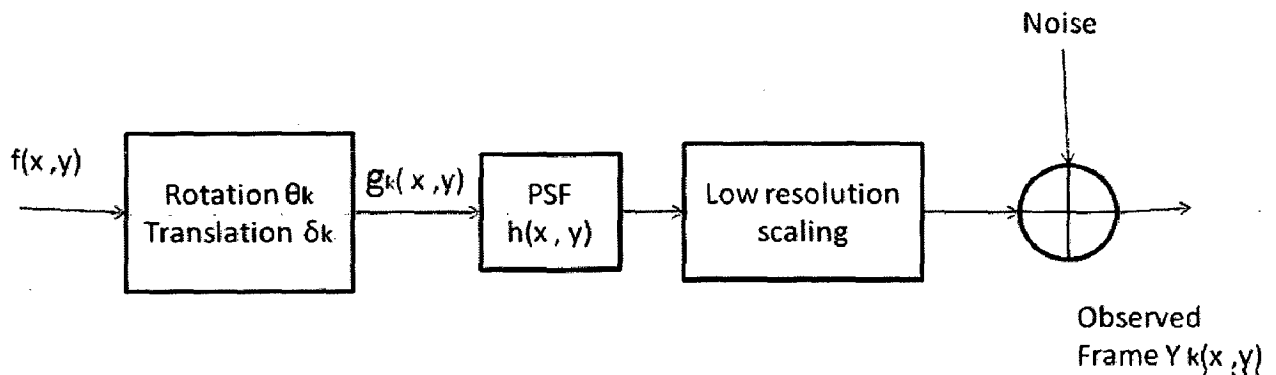 Noise
f(x ,y)
Rotation θk
Translation δk
gk( x ,y)
PSF
h(x , y)
Low resolution
scaling
Observed
Frame Y k(x ,y)